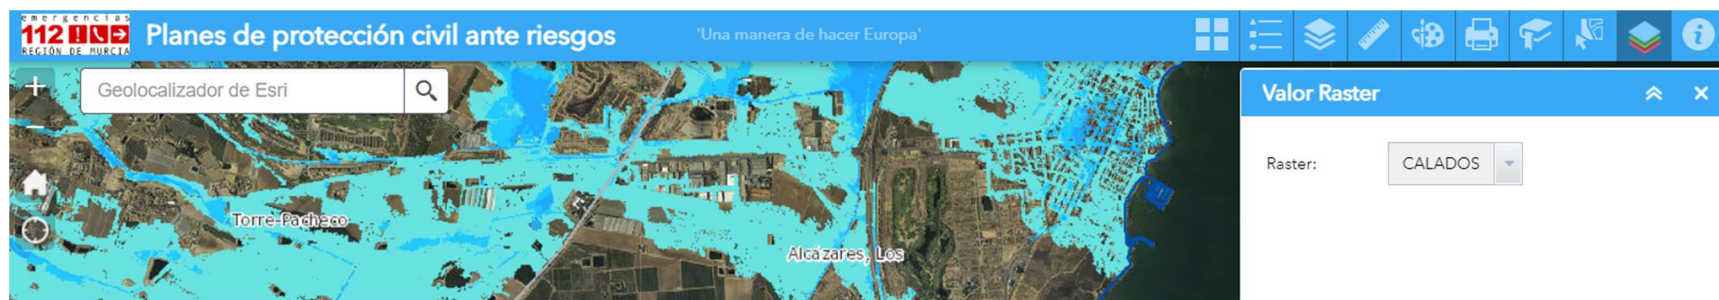 emergencias
112
REGIÓN DE MURCIA
Planes de protección civil ante riesgos
'Una manera de hacer Europa'
Geolocalizador de Esri
Valor Raster
Raster:
CALADOS
Torre-Pacheco
Alcázares, Los